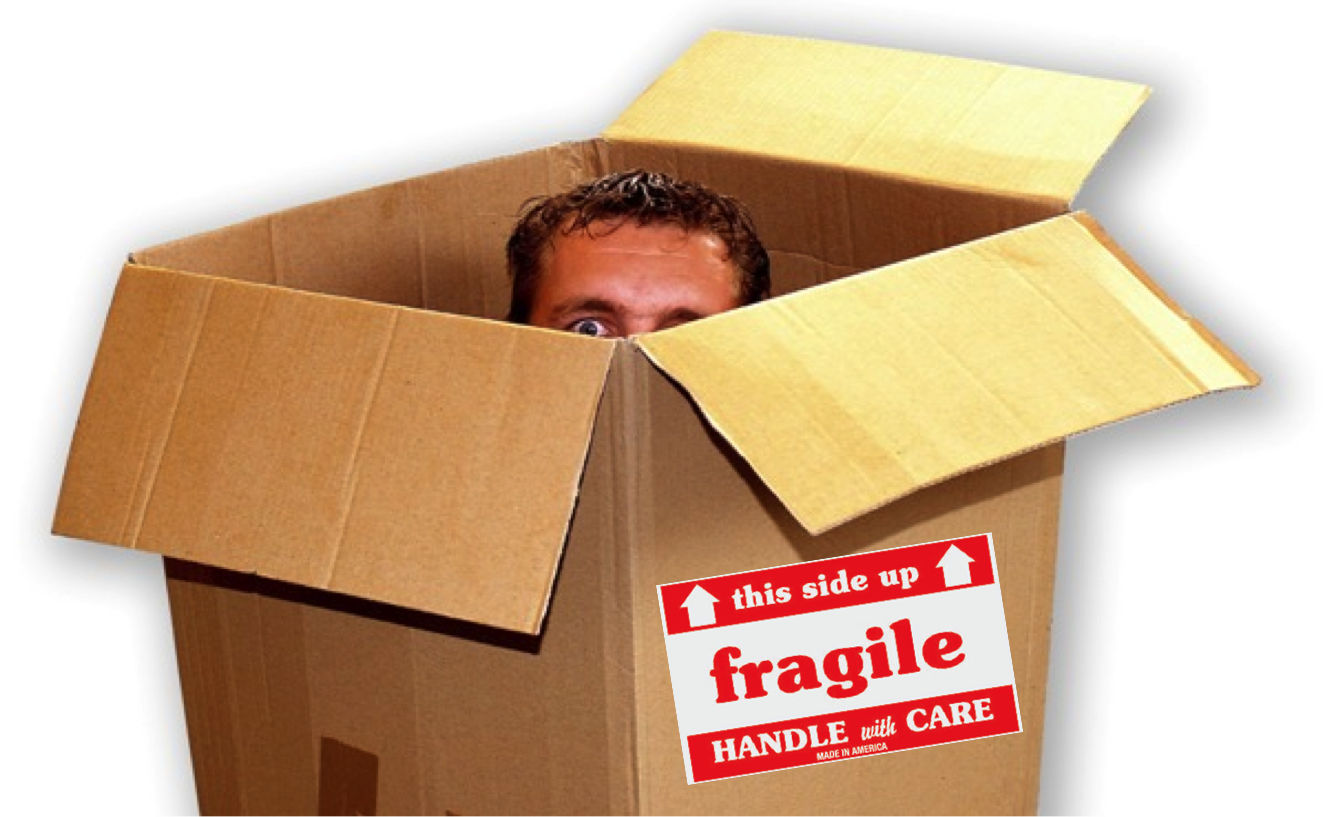 this side up
fragile
HANDLE with CARE
MADE IN AMERICA